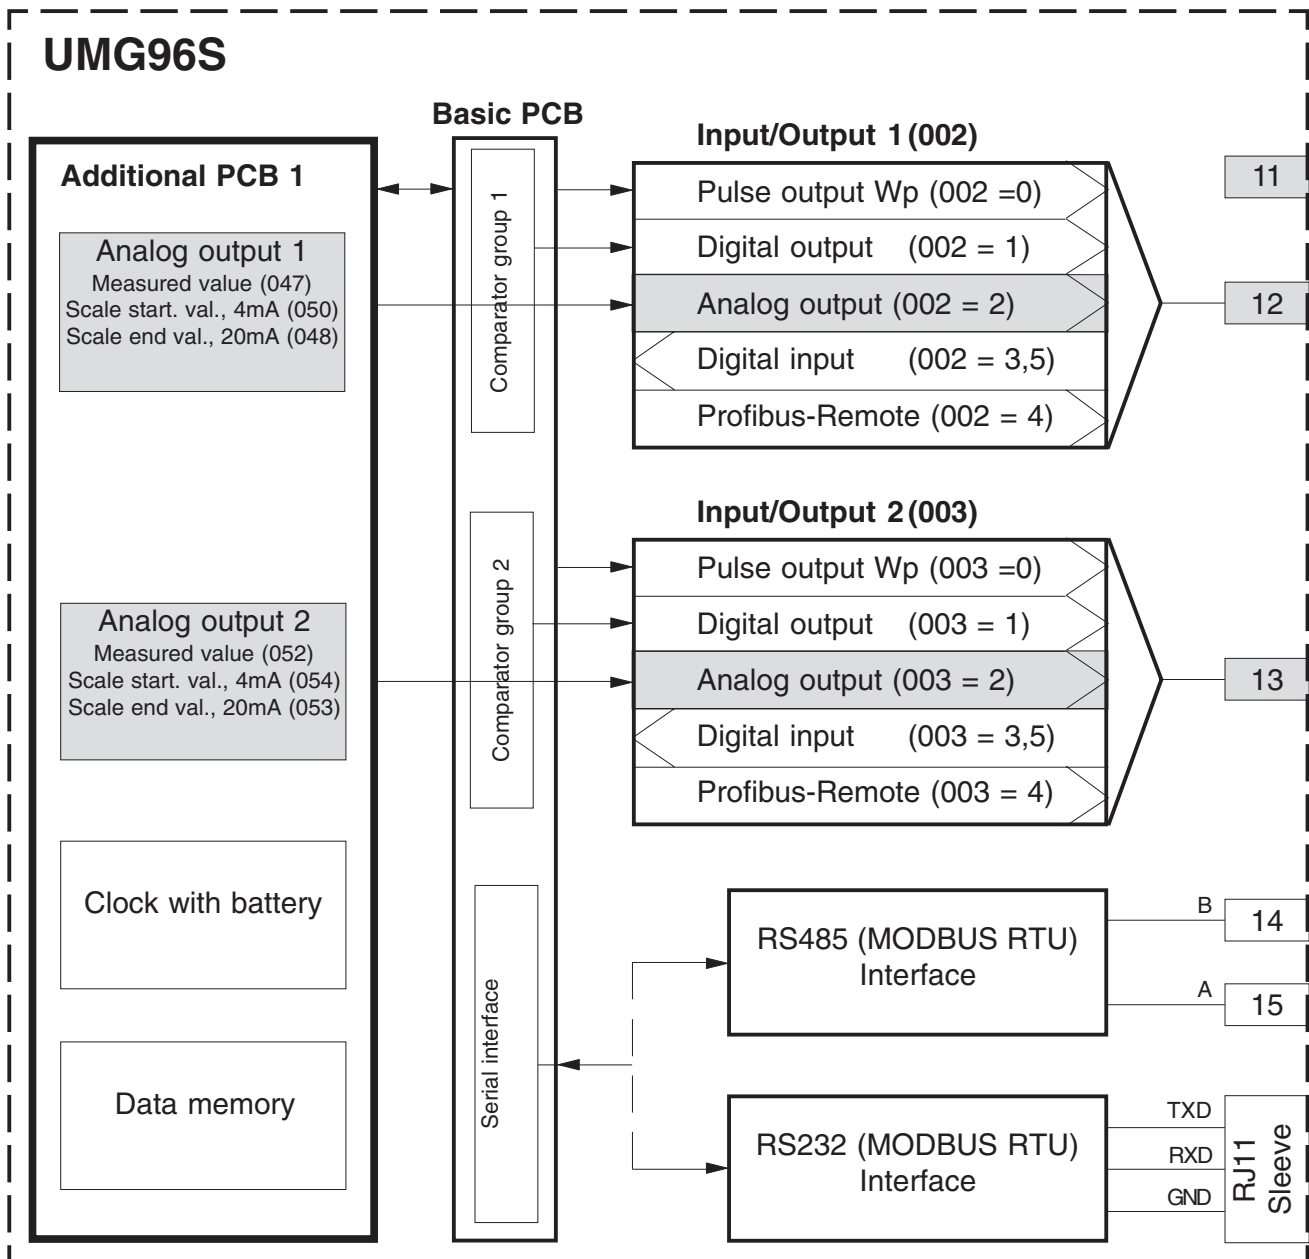 UMG96S
Basic PCB
Additional PCB 1
Analog output 1
Measured value (047)
Scale start. val., 4mA (050)
Scale end val., 20mA (048)
Analog output 2
Measured value (052)
Scale start. val., 4mA (054)
Scale end val., 20mA (053)
Clock with battery
Data memory
Comparator group 1
Comparator group 2
Serial interface
Input/Output 1 (002)
Pulse output Wp (002 =0)
Digital output (002 = 1)
Analog output (002 = 2)
Digital input (002 = 3,5)
Profibus-Remote (002 = 4)
11
12
Input/Output 2 (003)
Pulse output Wp (003 =0)
Digital output (003 = 1)
Analog output (003 = 2)
Digital input (003 = 3,5)
Profibus-Remote (003 = 4)
13
RS485 (MODBUS RTU)
Interface
B
14
A
15
RS232 (MODBUS RTU)
Interface
TXD
RXD
GND
RJ11
Sleeve